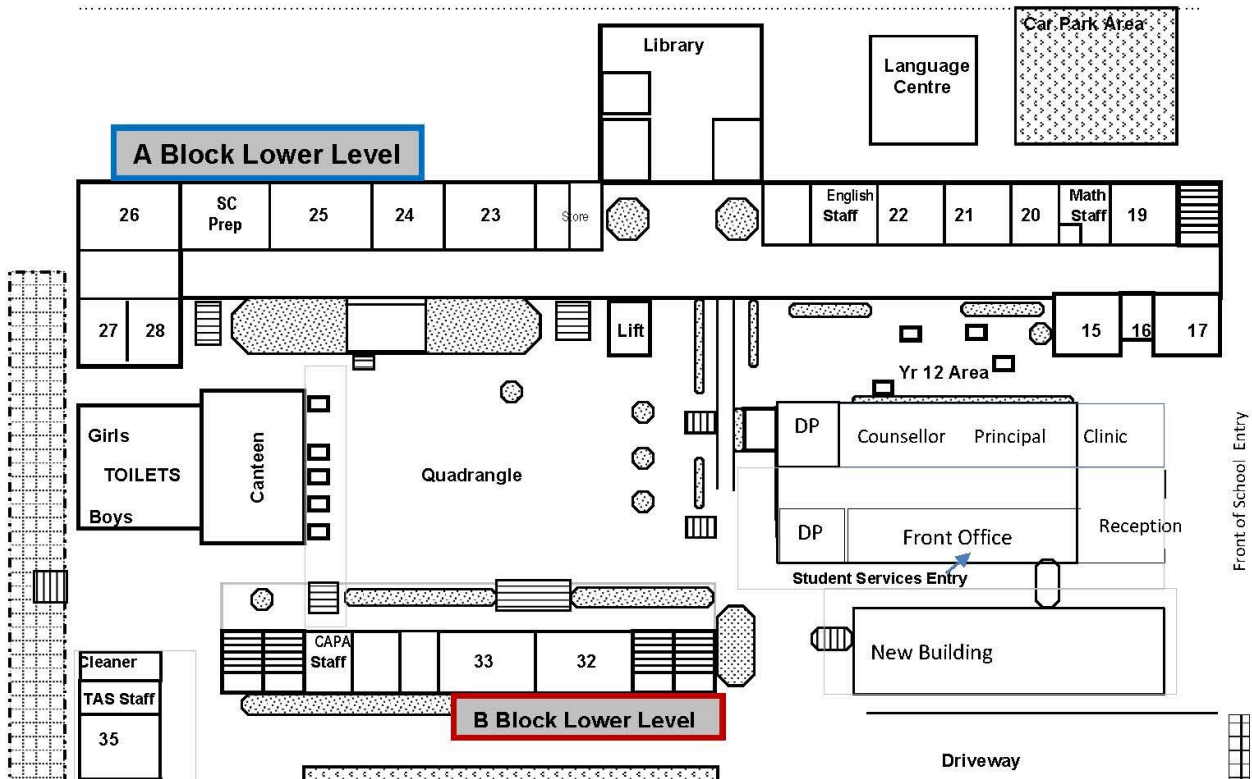 Car Park Area
Library
Language
Centre
A Block Lower Level
26
SC
Prep
25
24
23
Store
English
Staff
22
21
20
Math
Staff
19
27
28
Lift
15
16
17
Yr 12 Area
Girls
TOILETS
Boys
Canteen
Quadrangle
DP
Counsellor
Principal
Clinic
DP
Front Office
Reception
Student Services Entry
Front of School Entry
New Building
CAPA
Staff
33
32
Cleaner
TAS Staff
35
B Block Lower Level
Driveway